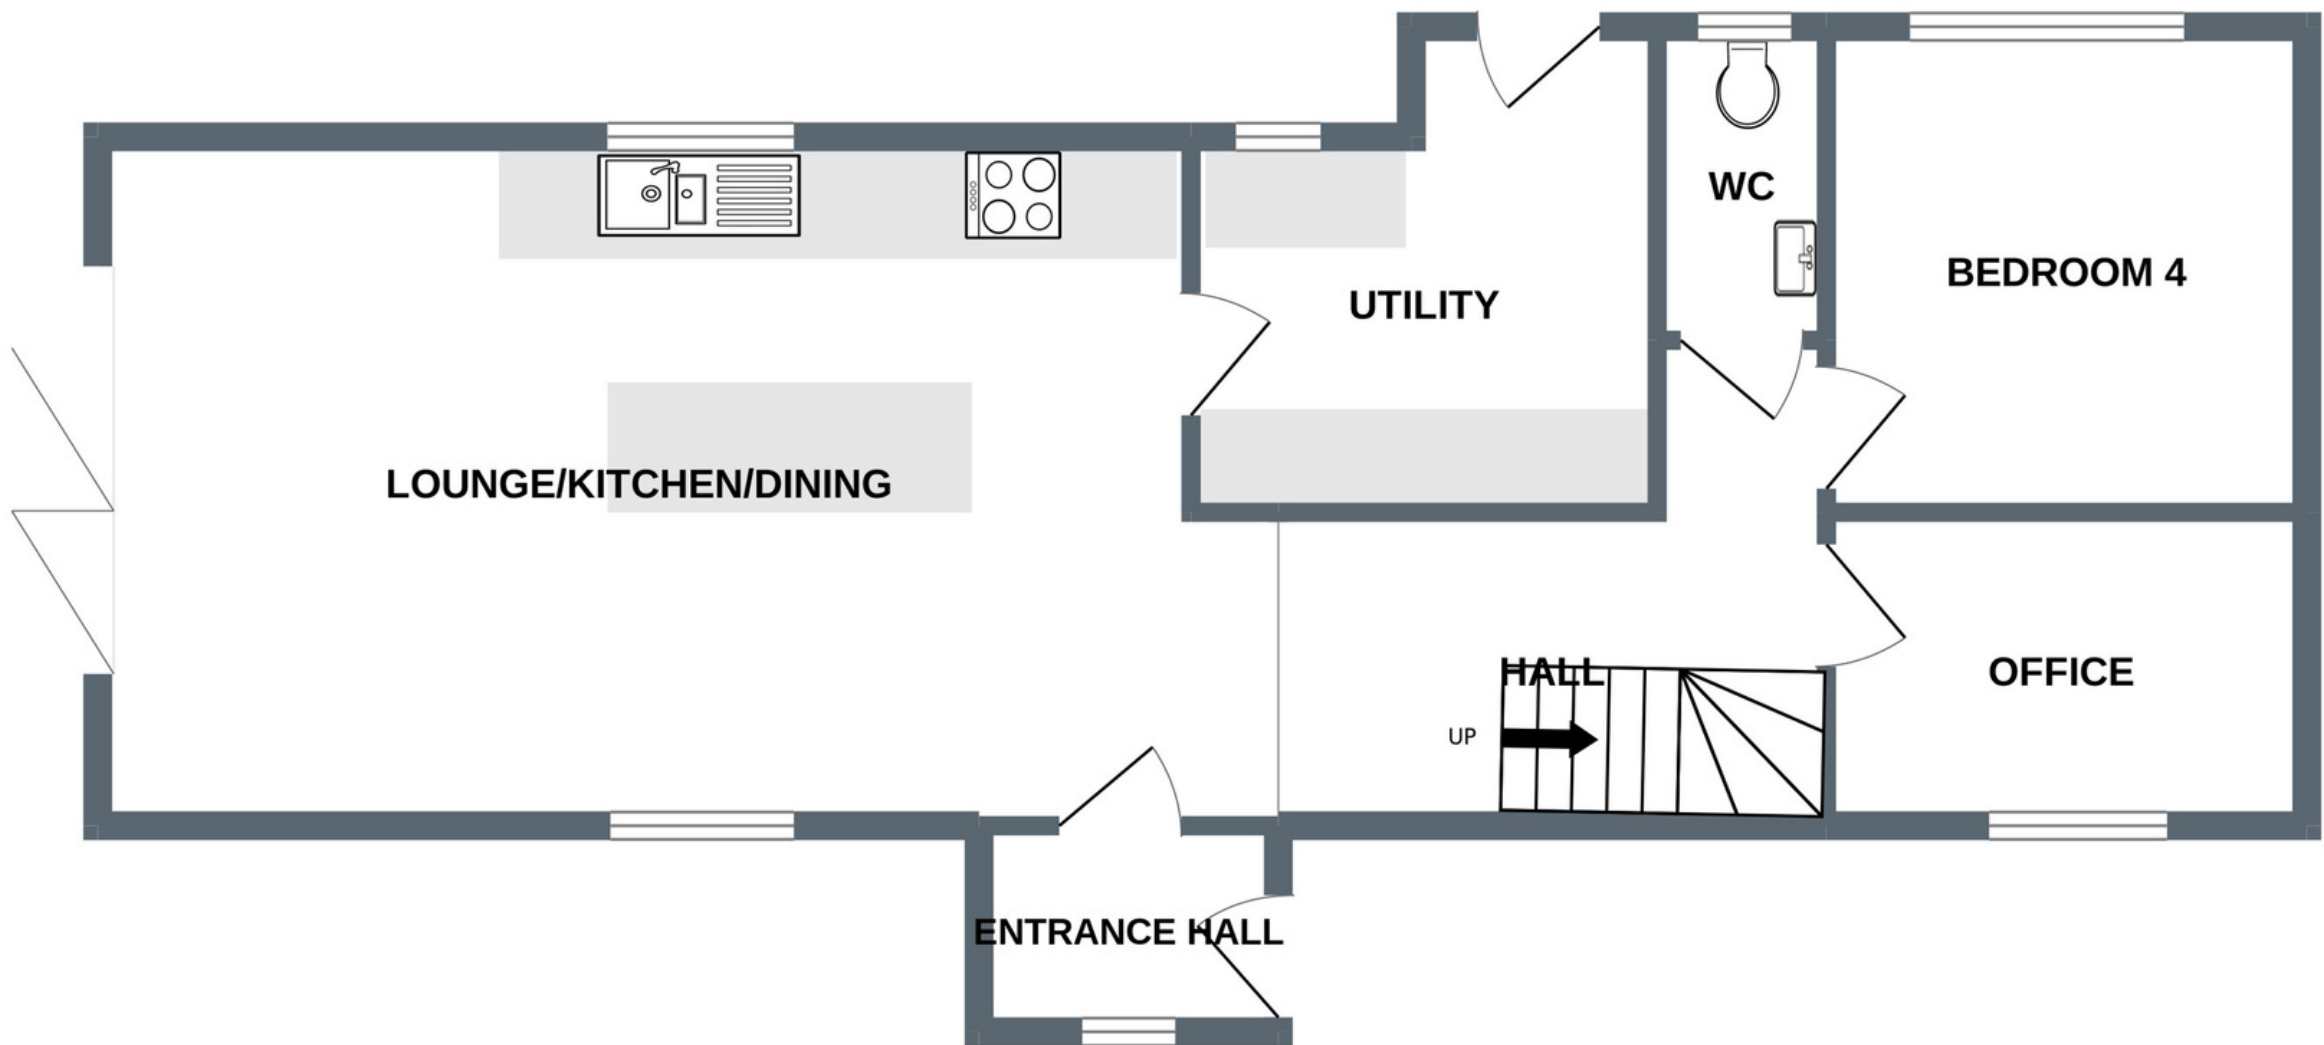 WC
BEDROOM 4
UTILITY
LOUNGE/KITCHEN/DINING
HALL
OFFICE
UP
ENTRANCE HALL